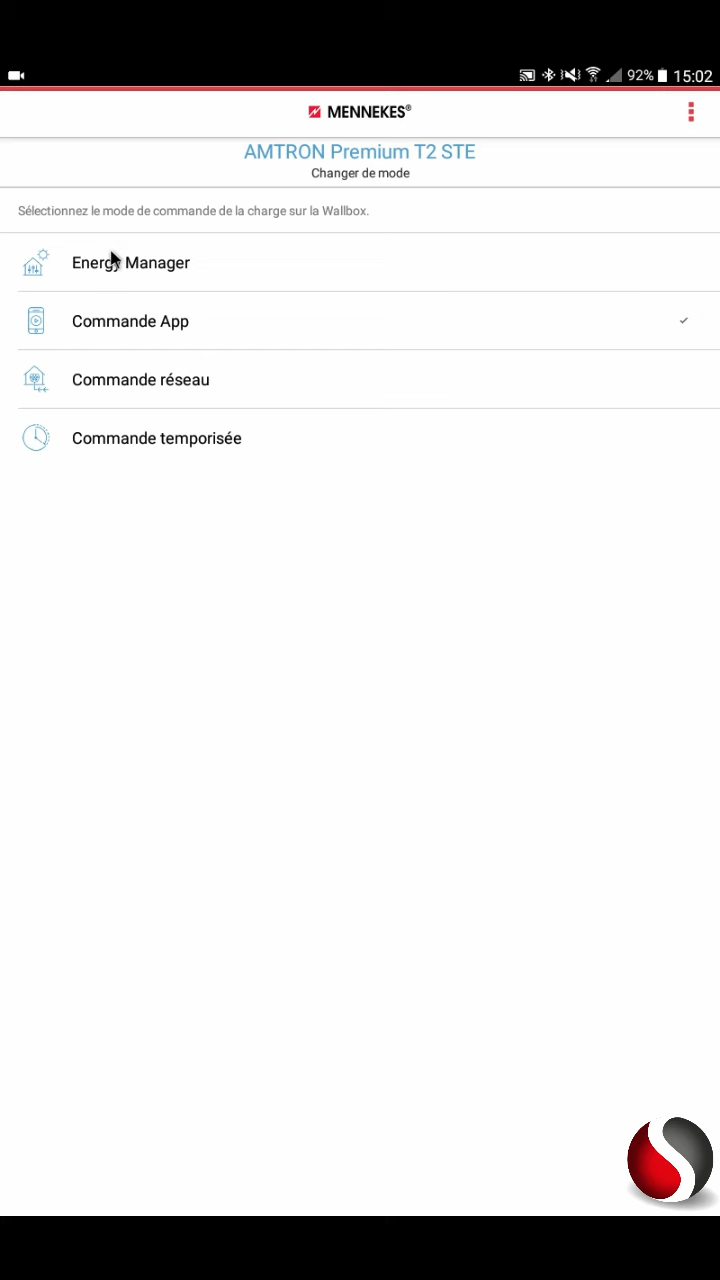 92% 15:02
MENNEKES®
AMTRON Premium T2 STE
Changer de mode
Sélectionnez le mode de commande de la charge sur la Wallbox.
Energy Manager
Commande App
Commande réseau
Commande temporisée